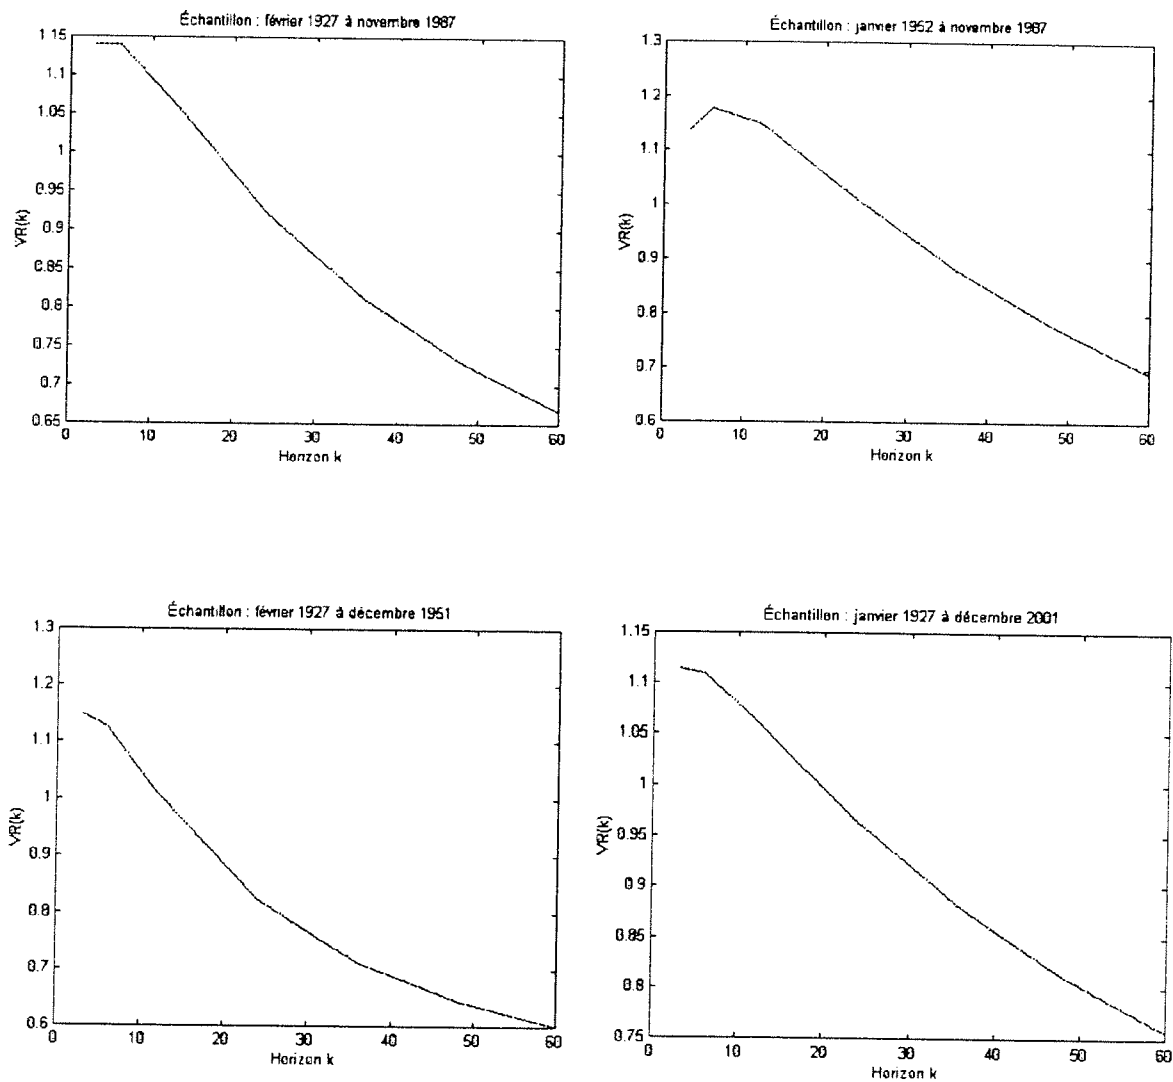 Échantillon : février 1927 à novembre 1987
1.15
1.1
1.05
1
0.95
0.9
0.85
0.8
0.75
0.7
0.65
VR(k)
0 10 20 30 40 50 60
Horizon k
Échantillon : janvier 1952 à novembre 1987
1.3
1.2
1.1
1
0.9
0.8
0.7
0.6
VR(k)
0 10 20 30 40 50 60
Horizon k
Échantillon : février 1927 à décembre 1951
1.3
1.2
1.1
1
0.9
0.8
0.7
0.6
VR(k)
0 10 20 30 40 50 60
Horizon k
Échantillon : janvier 1927 à décembre 2001
1.15
1.1
1.05
1
0.95
0.9
0.85
0.8
0.75
VR(k)
0 10 20 30 40 50 60
Horizon k